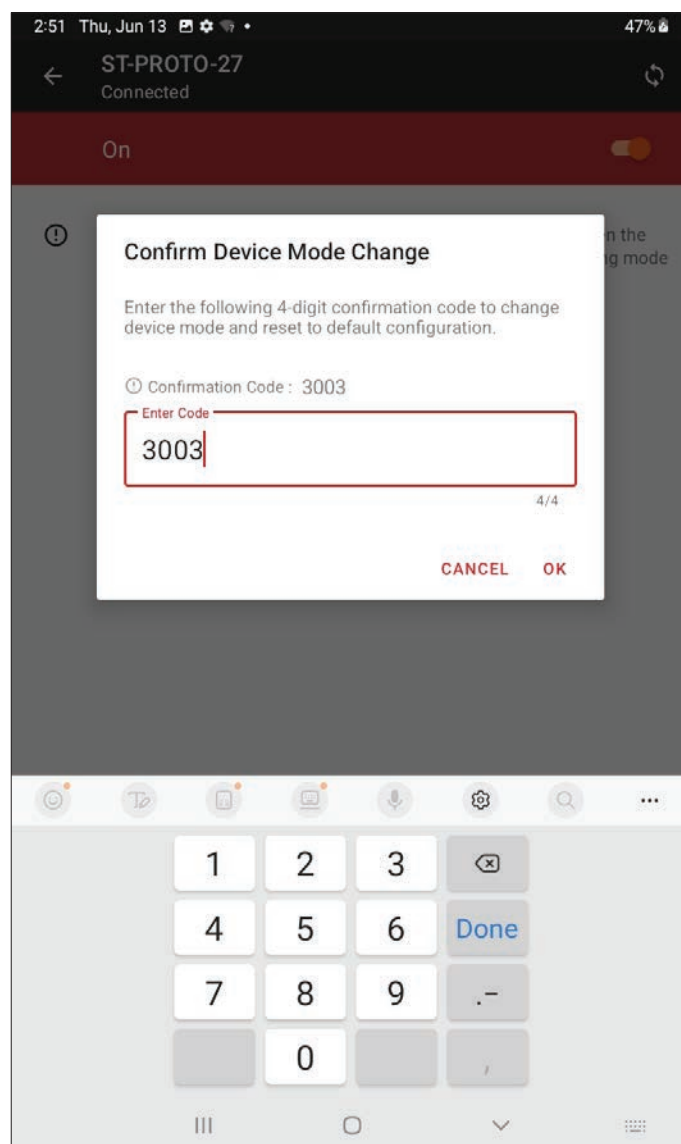 2:51 Thu, Jun 13
47%
ST-PROTO-27
Connected
On
n the
ng mode
Confirm Device Mode Change
Enter the following 4-digit confirmation code to change
device mode and reset to default configuration.
Confirmation Code : 3003
Enter Code
3003
4/4
CANCEL OK
1 2 3
4 5 6 Done
7 8 9 .-
0 ,